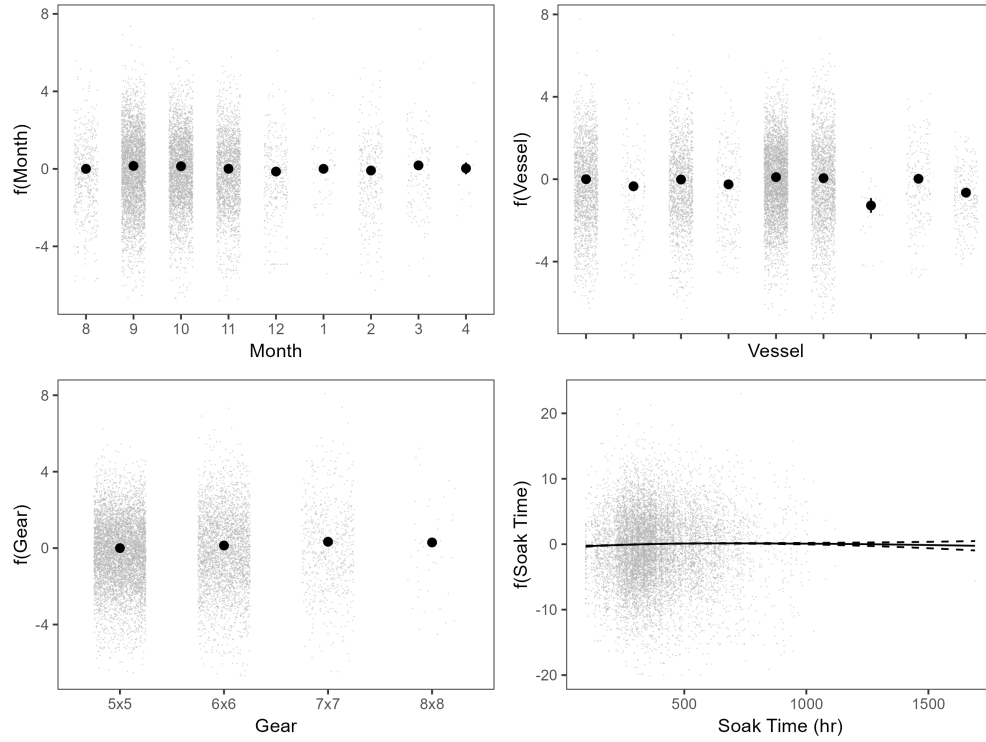 8
4
0
-4
f(Month)
8 9 10 11 12 1 2 3 4
Month
8
4
0
-4
f(Vessel)
Vessel
8
4
0
-4
f(Gear)
5x5 6x6 7x7 8x8
Gear
20
10
0
-10
-20
f(Soak Time)
500 1000 1500
Soak Time (hr)